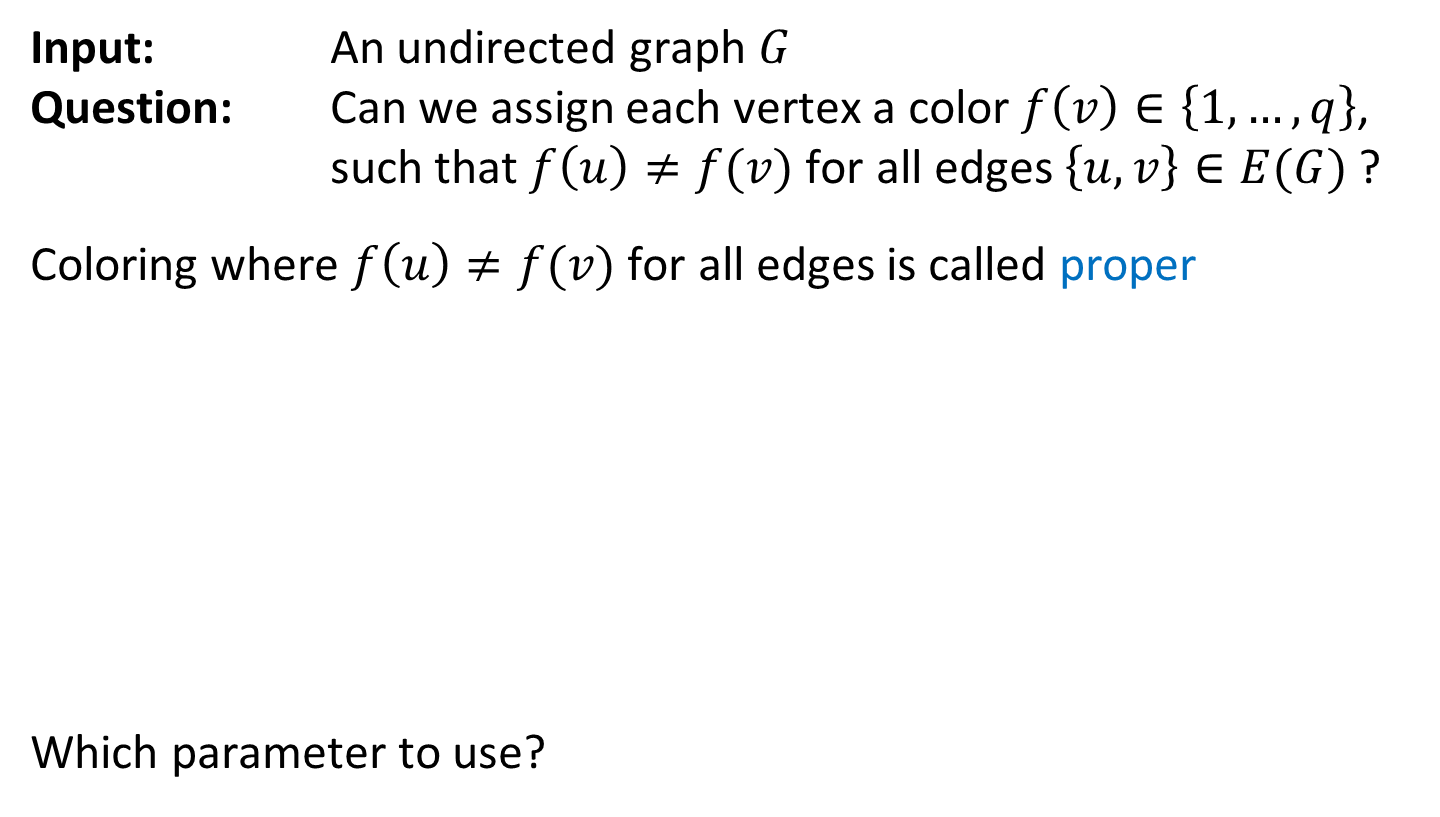 Input: An undirected graph 𝐺
Question: Can we assign each vertex a color 𝑓(𝑣) ∈ {1, … , 𝑞},
such that 𝑓(𝑢) ≠ 𝑓(𝑣) for all edges {𝑢, 𝑣} ∈ 𝐸(𝐺) ?
Coloring where 𝑓(𝑢) ≠ 𝑓(𝑣) for all edges is called proper
Which parameter to use?